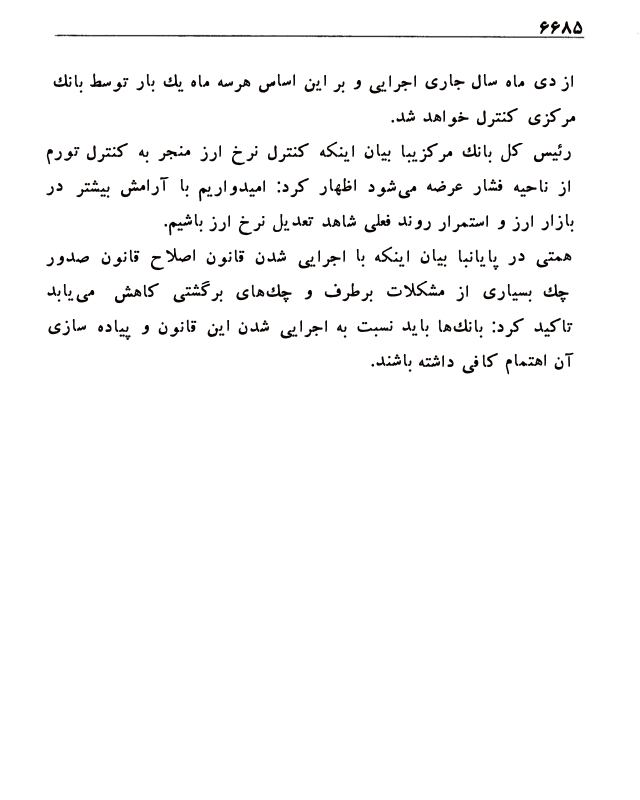 ۶۶۸۵
از دی ماه سال جاری اجرایی و بر این اساس هرسه ماه یك بار توسط بانك
مرکزی کنترل خواهد شد.
رئیس کل بانك مرکزیبا بیان اینکه کنترل نرخ ارز منجر به کنترل تورم
از ناحیه فشار عرضه می‌شود اظهار کرد: امیدواریم با آرامش بیشتر در
بازار ارز و استمرار روند فعلی شاهد تعدیل نرخ ارز باشیم.
همتی در پایانبا بیان اینکه با اجرایی شدن قانون اصلاح قانون صدور
چك بسیاری از مشکلات برطرف و چك‌های برگشتی کاهش می‌یابد
تاکید کرد: بانك‌ها باید نسبت به اجرایی شدن این قانون و پیاده سازی
آن اهتمام کافی داشته باشند.